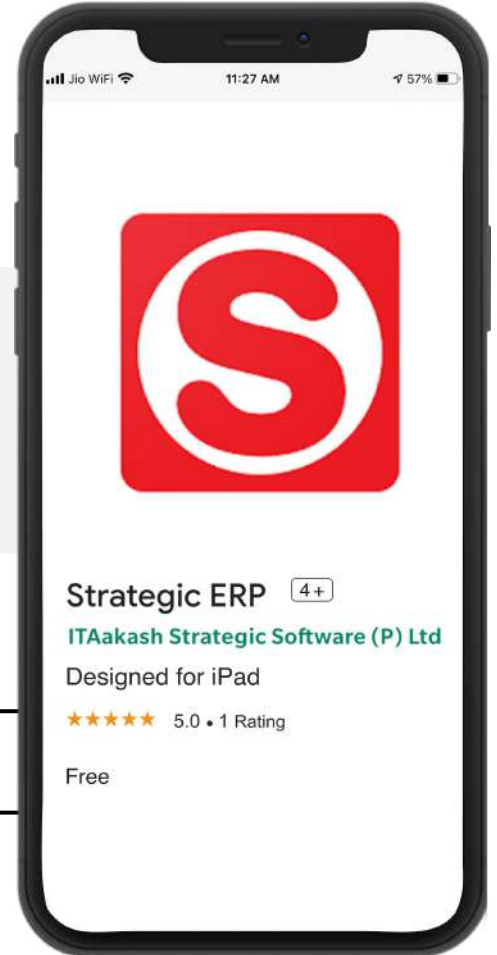 Jio WiFi 11:27 AM 57%
S
Strategic ERP 4+
ITAakash Strategic Software (P) Ltd
Designed for iPad
★★★★★ 5.0 • 1 Rating
Free